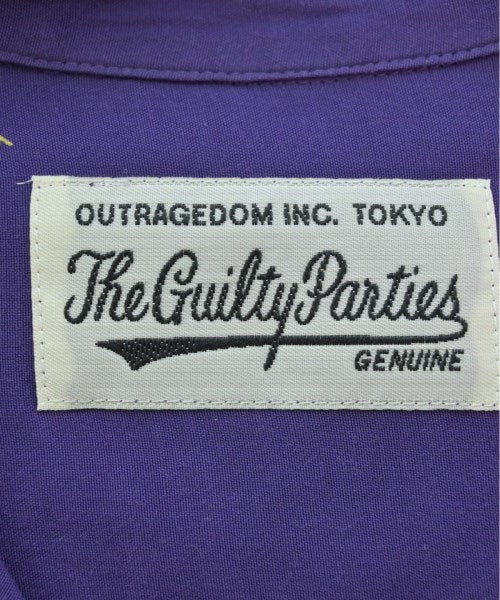 OUTRAGEDOM INC. TOKYO
The Guilty Parties
GENUINE